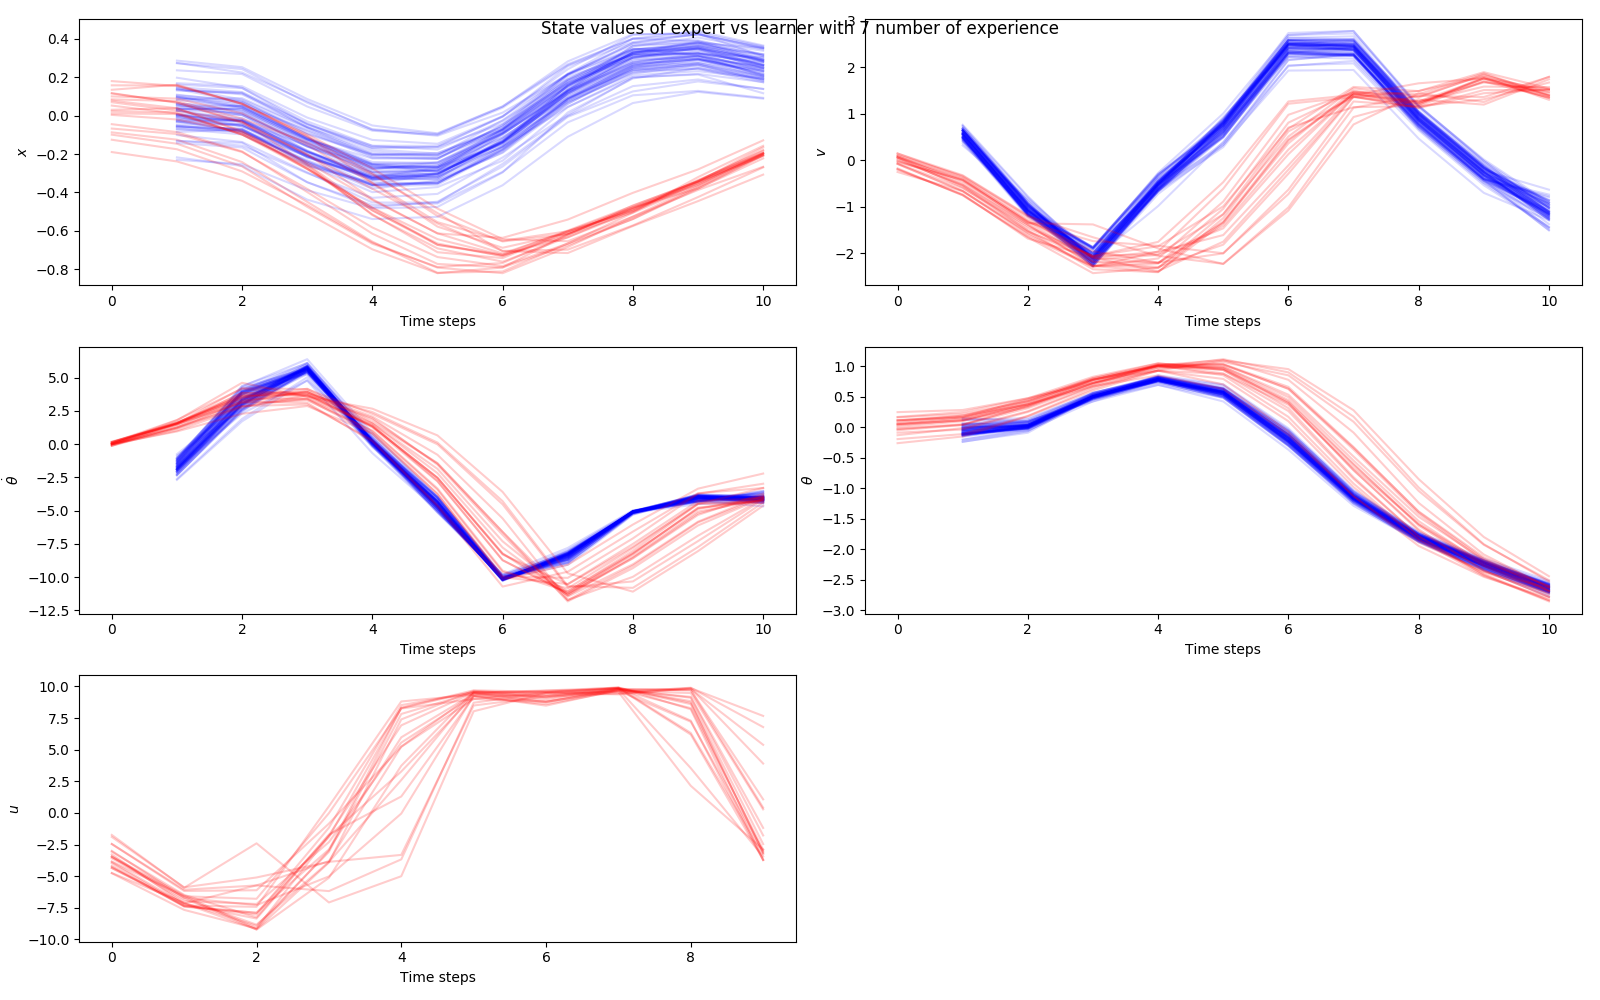 State values of expert vs learner with 7 number of experience
0.4
0.2
0.0
−0.2
−0.4
−0.6
−0.8
x
0 2 4 6 8 10
Time steps
3
2
1
0
−1
−2
v
0 2 4 6 8 10
Time steps
5.0
2.5
0.0
−2.5
−5.0
−7.5
−10.0
−12.5
θ̇
0 2 4 6 8 10
Time steps
1.0
0.5
0.0
−0.5
−1.0
−1.5
−2.0
−2.5
−3.0
θ
0 2 4 6 8 10
Time steps
10.0
7.5
5.0
2.5
0.0
−2.5
−5.0
−7.5
−10.0
u
0 2 4 6 8
Time steps